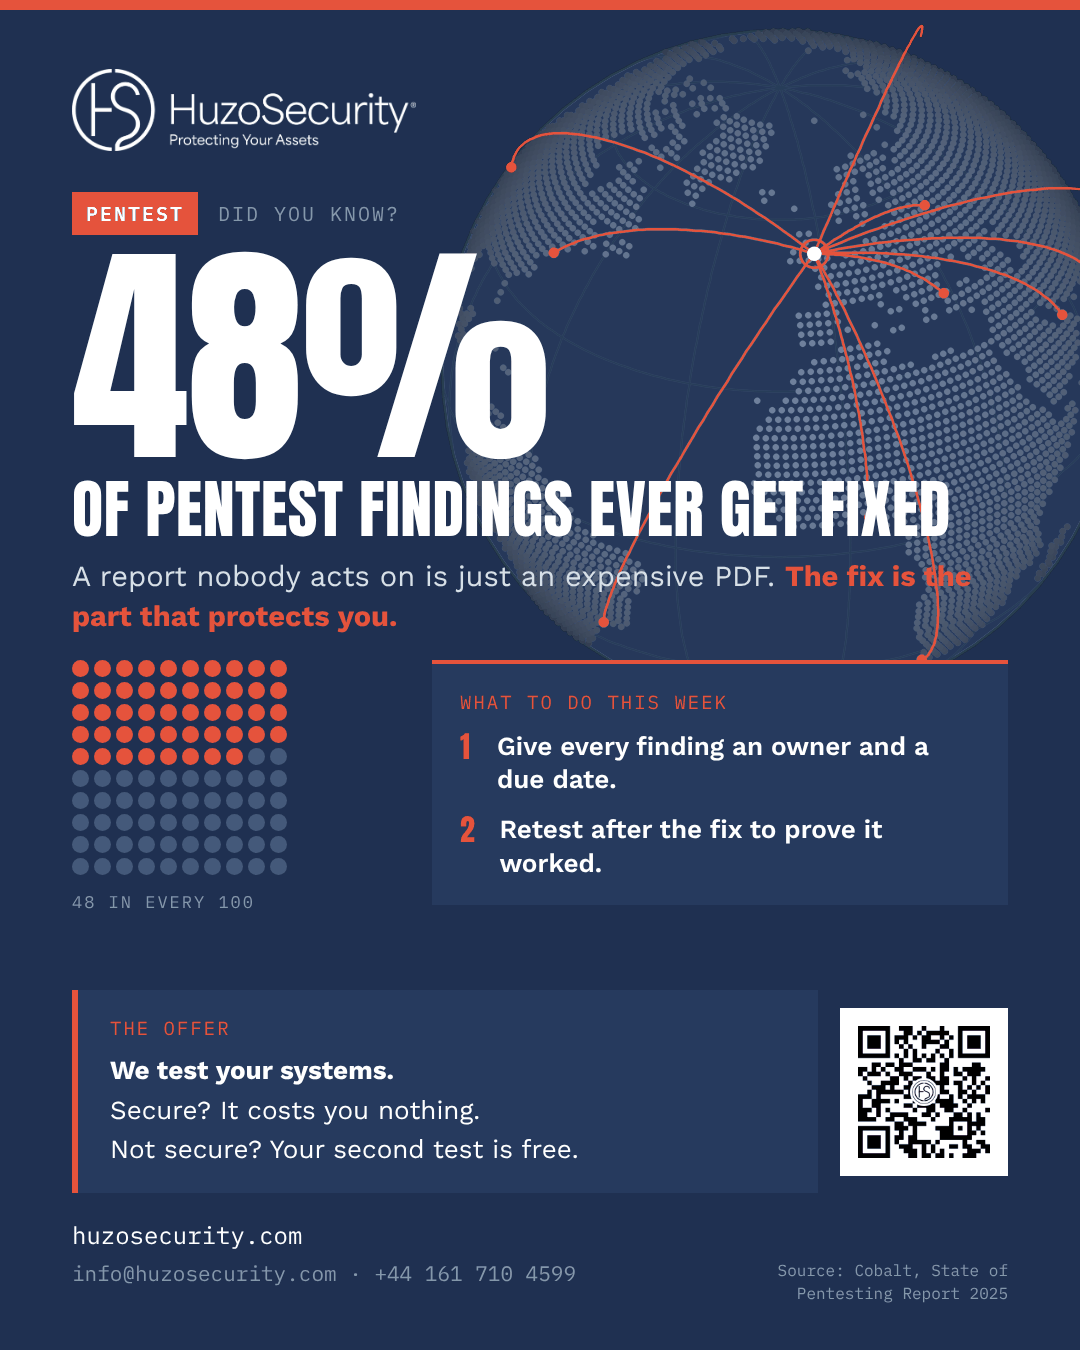 HS HuzoSecurity®
Protecting Your Assets
PENTEST DID YOU KNOW?
48%
OF PENTEST FINDINGS EVER GET FIXED
A report nobody acts on is just an expensive PDF. The fix is the
part that protects you.
48 IN EVERY 100
WHAT TO DO THIS WEEK
1 Give every finding an owner and a
due date.
2 Retest after the fix to prove it
worked.
THE OFFER
We test your systems.
Secure? It costs you nothing.
Not secure? Your second test is free.
HS
huzosecurity.com
info@huzosecurity.com · +44 161 710 4599
Source: Cobalt, State of
Pentesting Report 2025